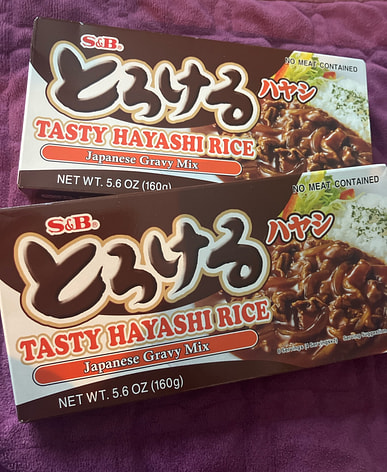 S&B®
とろける
ハヤシ
NO MEAT CONTAINED
TASTY HAYASHI RICE
Japanese Gravy Mix
NET WT. 5.6 OZ (160g)
S&B®
とろける
ハヤシ
NO MEAT CONTAINED
TASTY HAYASHI RICE
Japanese Gravy Mix
NET WT. 5.6 OZ (160g)
Serving Suggestion